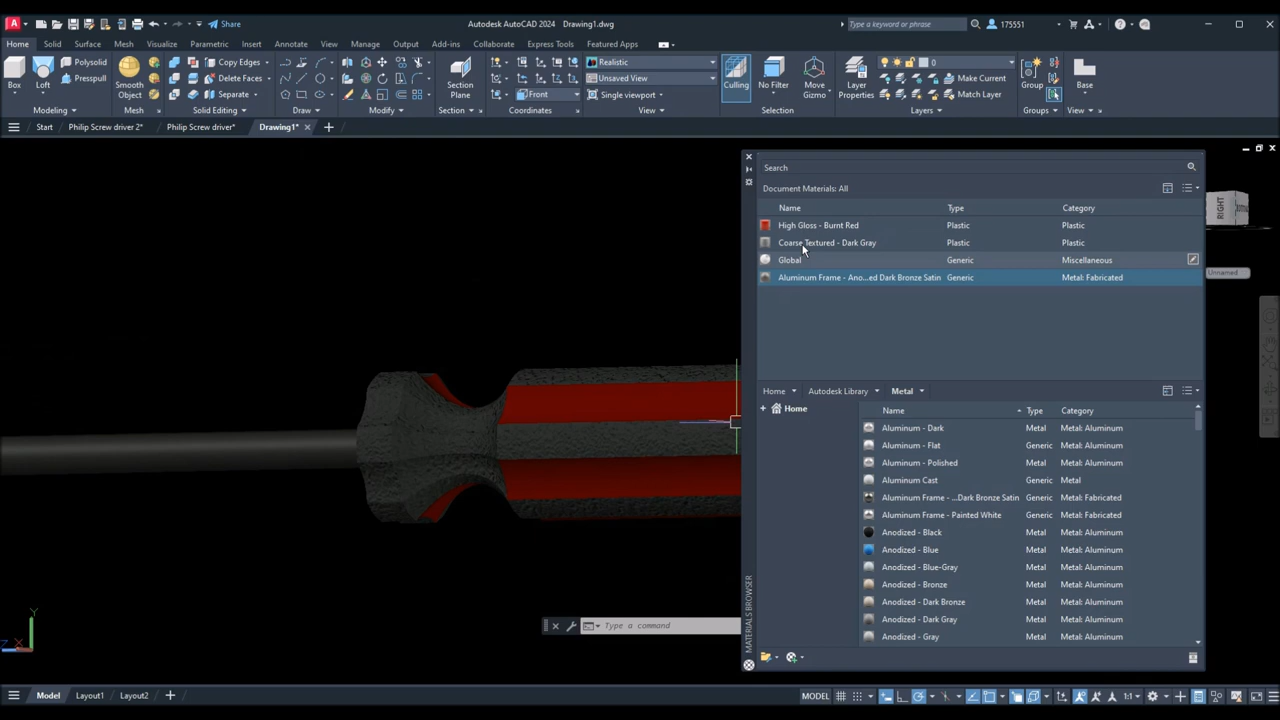 Share
Autodesk AutoCAD 2024 Drawing1.dwg
Type a keyword or phrase
175551
Home Solid Surface Mesh Visualize Parametric Insert Annotate View Manage Output Add-ins Collaborate Express Tools Featured Apps
Polysolid Copy Edges Realistic
Presspull Delete Faces Unsaved View Make Current
Box Loft Smooth Object Separate Section Plane Front Single viewport Culling No Filter Move Gizmo Layer Properties 0 Match Layer Group Base
Modeling Mesh Solid Editing Draw Modify Section Coordinates View Selection Layers Groups View
Start Philip Screw driver 2* Philip Screw driver* Drawing1*
Search
Document Materials: All
Name Type Category
High Gloss - Burnt Red Plastic Plastic
Coarse Textured - Dark Gray Plastic Plastic
Global Generic Miscellaneous
Aluminum Frame - Ano...ed Dark Bronze Satin Generic Metal: Fabricated
RIGHT
Unnamed
Home Autodesk Library Metal
Home
Name Type Category
Aluminum - Dark Metal Metal: Aluminum
Aluminum - Flat Generic Metal: Aluminum
Aluminum - Polished Metal Metal: Aluminum
Aluminum Cast Generic Metal
Aluminum Frame - ...Dark Bronze Satin Generic Metal: Fabricated
Aluminum Frame - Painted White Generic Metal: Fabricated
Anodized - Black Metal Metal: Aluminum
Anodized - Blue Metal Metal: Aluminum
Anodized - Blue-Gray Metal Metal: Aluminum
Anodized - Bronze Metal Metal: Aluminum
Anodized - Dark Bronze Metal Metal: Aluminum
Anodized - Dark Gray Metal Metal: Aluminum
Anodized - Gray Metal Metal: Aluminum
MATERIALS BROWSER
Y
Z X
Type a command
Model Layout1 Layout2
MODEL 1:1